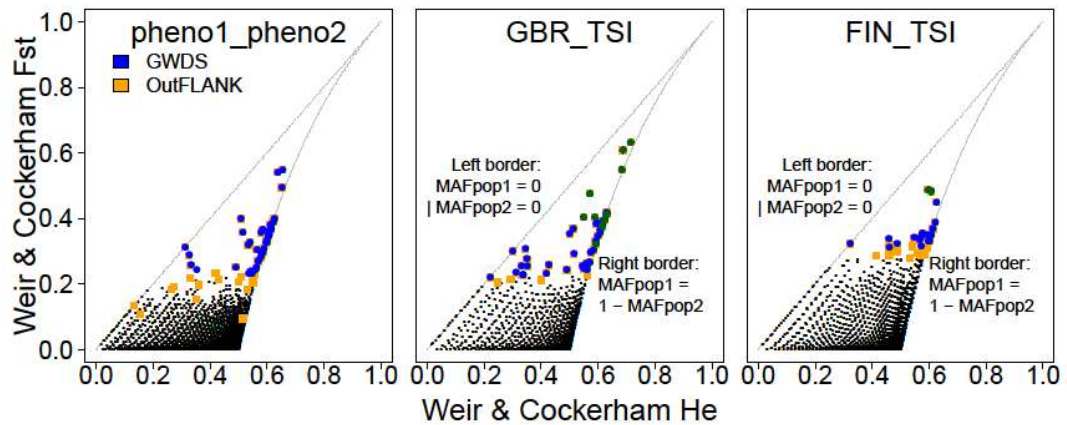 pheno1_pheno2
GBR_TSI
FIN_TSI
GWDS
OutFLANK
Weir & Cockerham Fst
1.0
0.8
0.6
0.4
0.2
0.0
Left border:
MAFpop1 = 0
| MAFpop2 = 0
Right border:
MAFpop1 =
1 − MAFpop2
Left border:
MAFpop1 = 0
| MAFpop2 = 0
Right border:
MAFpop1 =
1 − MAFpop2
0.0 0.2 0.4 0.6 0.8 1.0
0.0 0.2 0.4 0.6 0.8 1.0
0.0 0.2 0.4 0.6 0.8 1.0
Weir & Cockerham He